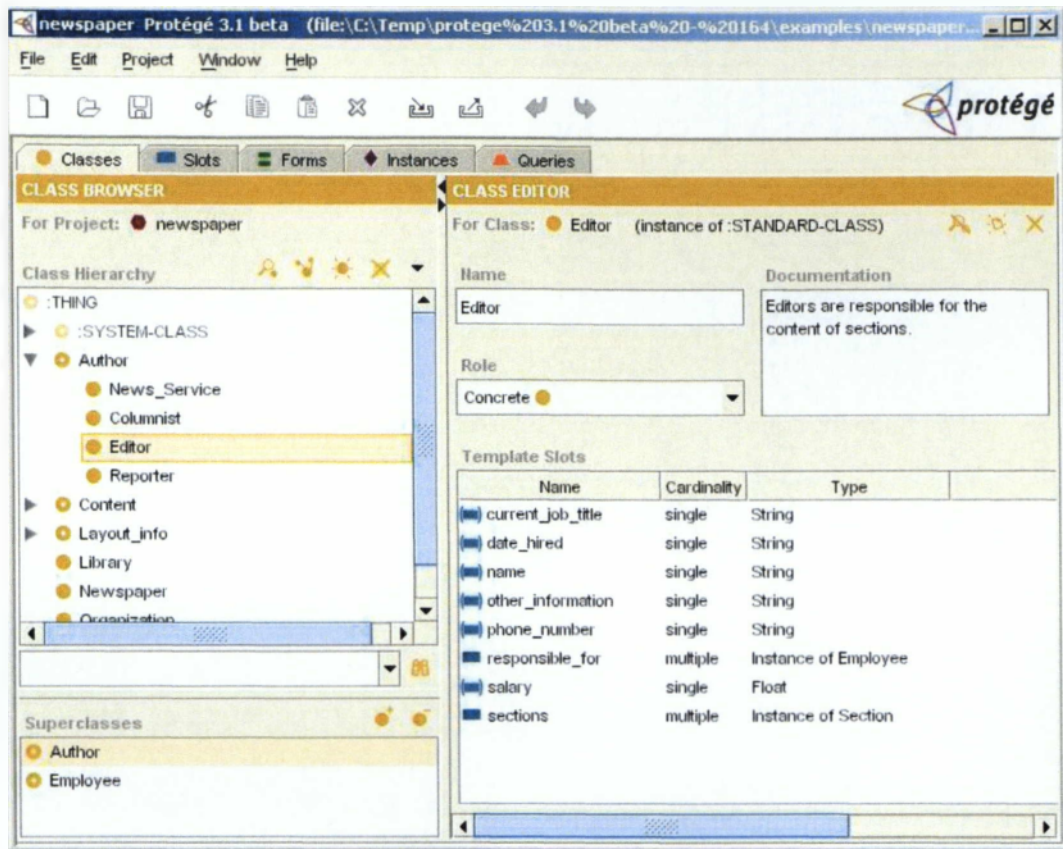 newspaper Protégé 3.1 beta (file:\C:\Temp\protege%203.1%20beta%20-%20164\examples\newspaper...
File Edit Project Window Help
protégé
Classes Slots Forms Instances Queries
CLASS BROWSER
For Project: newspaper
Class Hierarchy
:THING
:SYSTEM-CLASS
Author
News_Service
Columnist
Editor
Reporter
Content
Layout_info
Library
Newspaper
Organization
Superclasses
Author
Employee
CLASS EDITOR
For Class: Editor (instance of :STANDARD-CLASS)
Name
Editor
Documentation
Editors are responsible for the
content of sections.
Role
Concrete
Template Slots
Name Cardinality Type
current_job_title single String
date_hired single String
name single String
other_information single String
phone_number single String
responsible_for multiple Instance of Employee
salary single Float
sections multiple Instance of Section